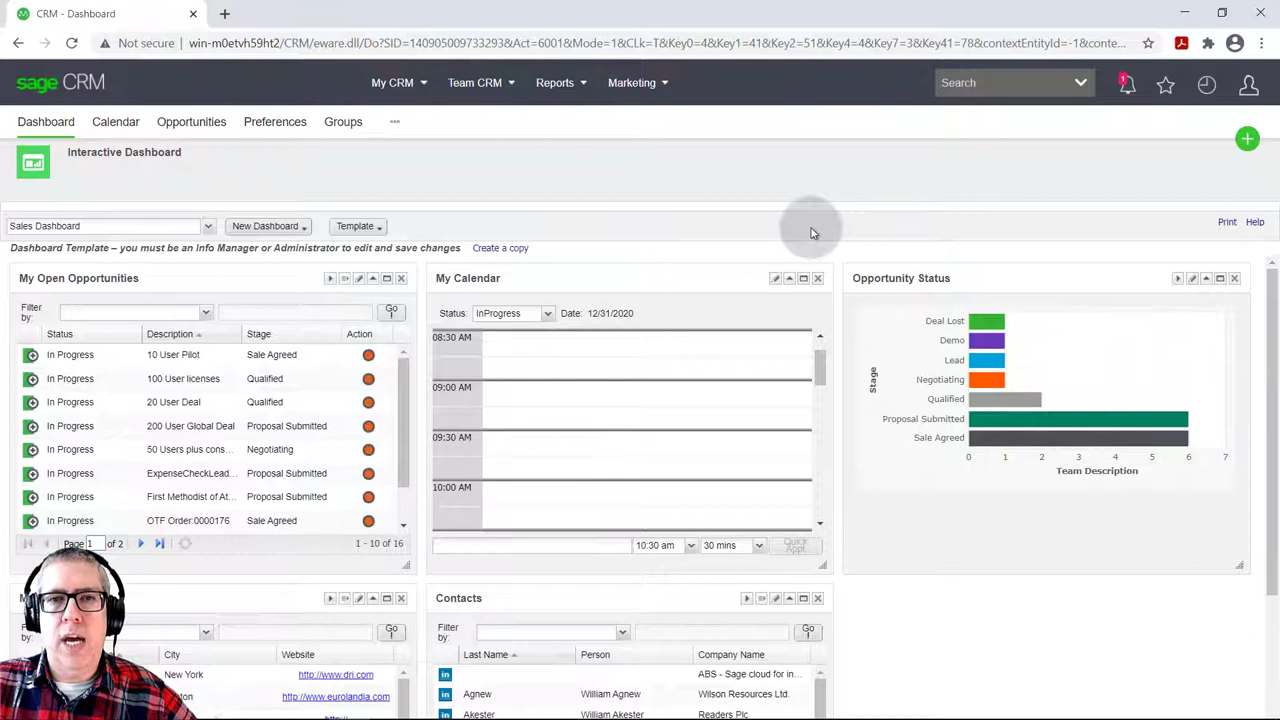 CRM - Dashboard
Not secure | win-m0etvh59ht2/CRM/eware.dll/Do?SID=140905009733293&Act=6001&Mode=1&CLk=T&Key0=4&Key1=41&Key2=51&Key4=4&Key7=3&Key41=78&contextEntityId=-1&conte...
sage CRM
My CRM
Team CRM
Reports
Marketing
Search
1
Dashboard
Calendar
Opportunities
Preferences
Groups
Interactive Dashboard
Sales Dashboard
New Dashboard
Template
Print
Help
Dashboard Template – you must be an Info Manager or Administrator to edit and save changes
Create a copy
My Open Opportunities
Filter by:
Go !
Status Description Stage Action
In Progress 10 User Pilot Sale Agreed
In Progress 100 User licenses Qualified
In Progress 20 User Deal Qualified
In Progress 200 User Global Deal Proposal Submitted
In Progress 50 Users plus cons... Negotiating
In Progress ExpenseCheckLead... Proposal Submitted
In Progress First Methodist of At... Proposal Submitted
In Progress OTF Order:0000176 Sale Agreed
Page 1 of 2
1 - 10 of 16
My Calendar
Status: InProgress Date: 12/31/2020
08:30 AM
09:00 AM
09:30 AM
10:00 AM
10:30 am
30 mins
Quick Appt
Opportunity Status
Stage
Deal Lost
Demo
Lead
Negotiating
Qualified
Proposal Submitted
Sale Agreed
0 1 2 3 4 5 6 7
Team Description
Go !
City Website
New York http://www.dri.com
http://www.eurolandia.com
Contacts
Filter by:
Go !
Last Name Person Company Name
in ABS - Sage cloud for in...
in Agnew William Agnew Wilson Resources Ltd.
in Akester William Akester Readers Plc